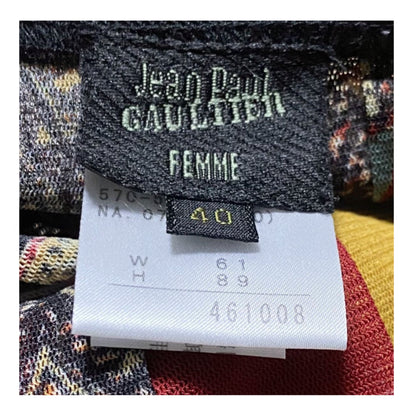 Jean Paul
GAULTIER
FEMME
40
W 61
H 89
461008